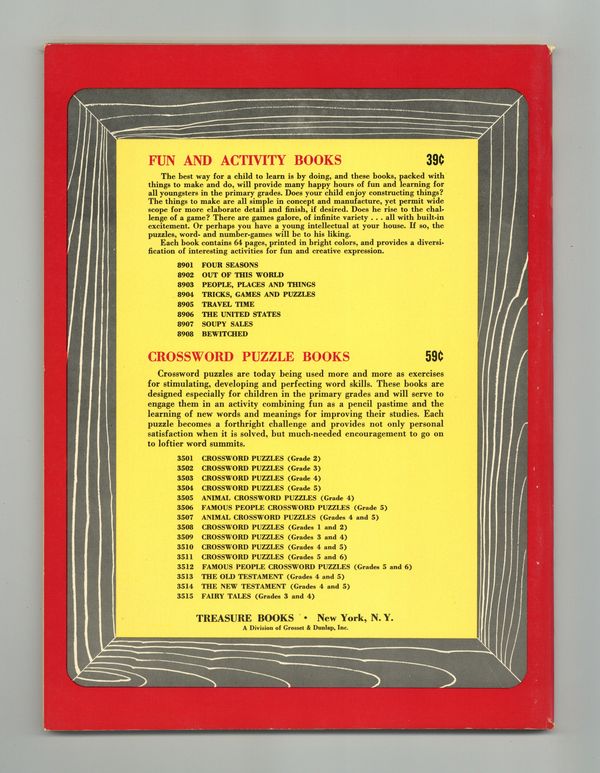 FUN AND ACTIVITY BOOKS 39¢
The best way for a child to learn is by doing, and these books, packed with
things to make and do, will provide many happy hours of fun and learning for
all youngsters in the primary grades. Does your child enjoy constructing things?
The things to make are all simple in concept and manufacture, yet permit wide
scope for more elaborate detail and finish, if desired. Does he rise to the chal-
lenge of a game? There are games galore, of infinite variety . . . all with built-in
excitement. Or perhaps you have a young intellectual at your house. If so, the
puzzles, word- and number-games will be to his liking.
Each book contains 64 pages, printed in bright colors, and provides a diversi-
fication of interesting activities for fun and creative expression.
8901 FOUR SEASONS
8902 OUT OF THIS WORLD
8903 PEOPLE, PLACES AND THINGS
8904 TRICKS, GAMES AND PUZZLES
8905 TRAVEL TIME
8906 THE UNITED STATES
8907 SOUPY SALES
8908 BEWITCHED
CROSSWORD PUZZLE BOOKS 59¢
Crossword puzzles are today being used more and more as exercises
for stimulating, developing and perfecting word skills. These books are
designed especially for children in the primary grades and will serve to
engage them in an activity combining fun as a pencil pastime and the
learning of new words and meanings for improving their studies. Each
puzzle becomes a forthright challenge and provides not only personal
satisfaction when it is solved, but much-needed encouragement to go on
to loftier word summits.
3501 CROSSWORD PUZZLES (Grade 2)
3502 CROSSWORD PUZZLES (Grade 3)
3503 CROSSWORD PUZZLES (Grade 4)
3504 CROSSWORD PUZZLES (Grade 5)
3505 ANIMAL CROSSWORD PUZZLES (Grade 4)
3506 FAMOUS PEOPLE CROSSWORD PUZZLES (Grade 5)
3507 ANIMAL CROSSWORD PUZZLES (Grades 4 and 5)
3508 CROSSWORD PUZZLES (Grades 1 and 2)
3509 CROSSWORD PUZZLES (Grades 3 and 4)
3510 CROSSWORD PUZZLES (Grades 4 and 5)
3511 CROSSWORD PUZZLES (Grades 5 and 6)
3512 FAMOUS PEOPLE CROSSWORD PUZZLES (Grades 5 and 6)
3513 THE OLD TESTAMENT (Grades 4 and 5)
3514 THE NEW TESTAMENT (Grades 4 and 5)
3515 FAIRY TALES (Grades 3 and 4)
TREASURE BOOKS • New York, N. Y.
A Division of Grosset & Dunlap, Inc.